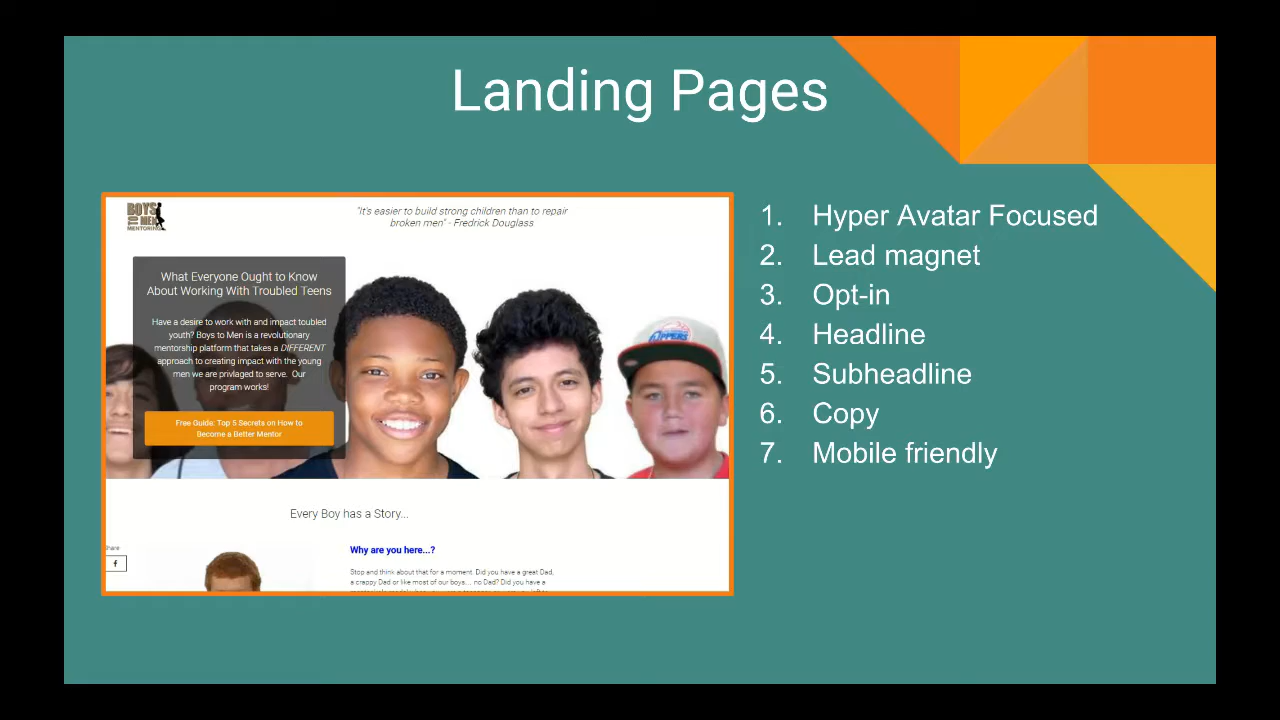 Landing Pages
BOYS
TO
MEN
MENTORING
"It's easier to build strong children than to repair
broken men" - Fredrick Douglass
What Everyone Ought to Know
About Working With Troubled Teens
Have a desire to work with and impact toubled
youth? Boys to Men is a revolutionary
mentorship platform that takes a DIFFERENT
approach to creating impact with the young
men we are privlaged to serve. Our
program works!
Free Guide: Top 5 Secrets on How to
Become a Better Mentor
CLIPPERS
Every Boy has a Story...
Share
f
Why are you here...?
Stop and think about that for a moment. Did you have a great Dad,
a crappy Dad or like most of our boys.... no Dad? Did you have a
1. Hyper Avatar Focused
2. Lead magnet
3. Opt-in
4. Headline
5. Subheadline
6. Copy
7. Mobile friendly